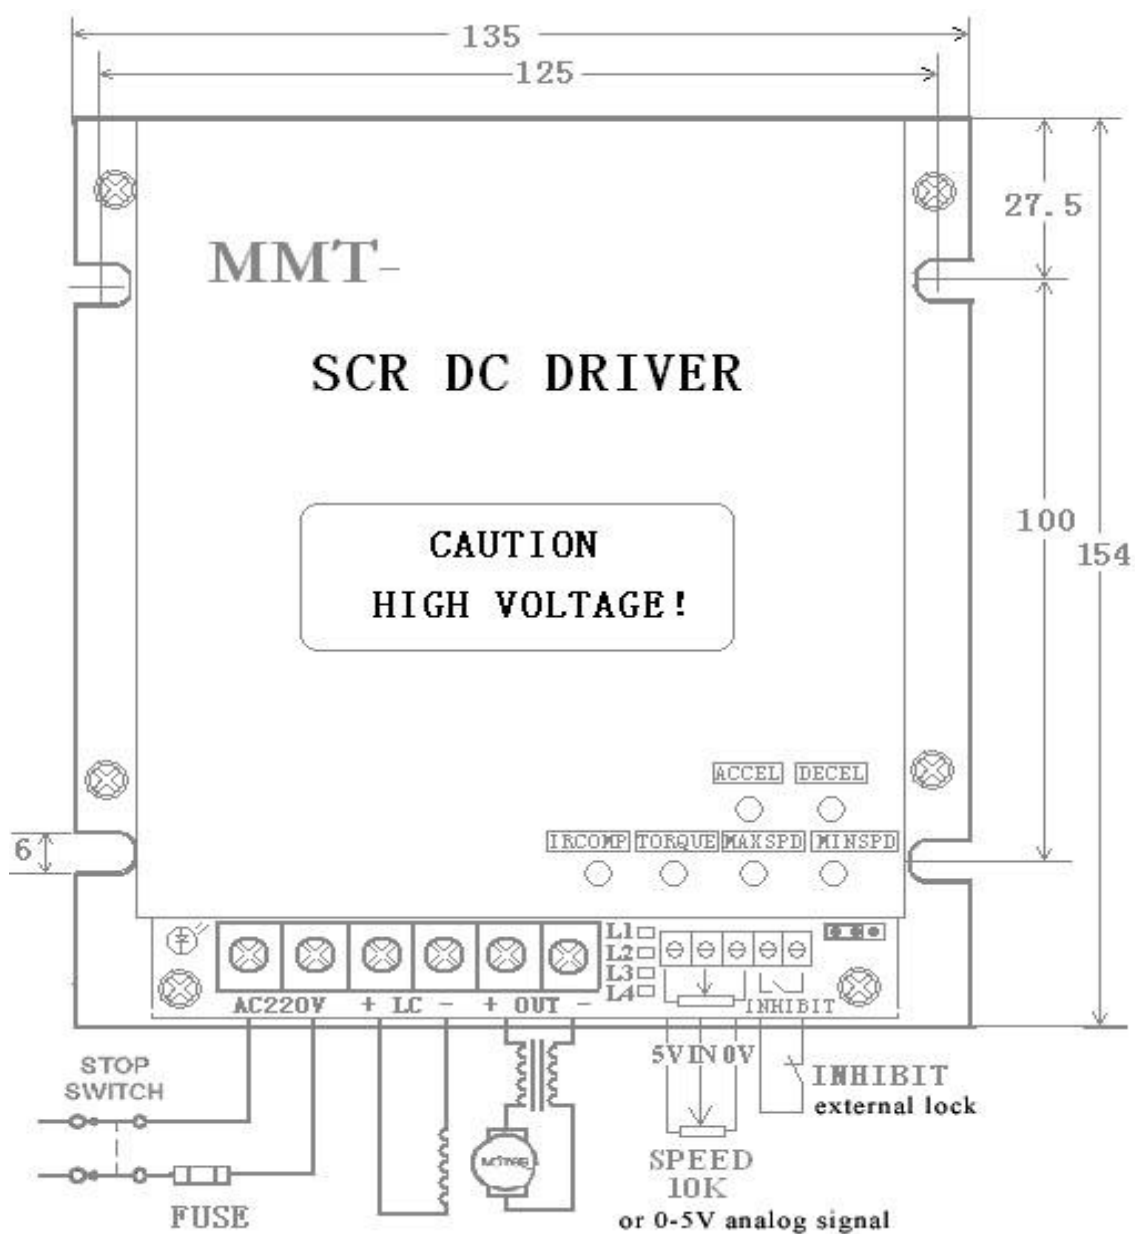 135
125
27.5
MMT-
SCR DC DRIVER
100
154
CAUTION
HIGH VOLTAGE!
ACCEL DECEL
6
IRCOMP TORQUE MAXSPD MINSPD
L1
L2
L3
L4
AC220V + LC - + OUT - INHIBIT
5V IN 0V
STOP
SWITCH
INHIBIT
external lock
MOTOR
SPEED
10K
FUSE
or 0-5V analog signal